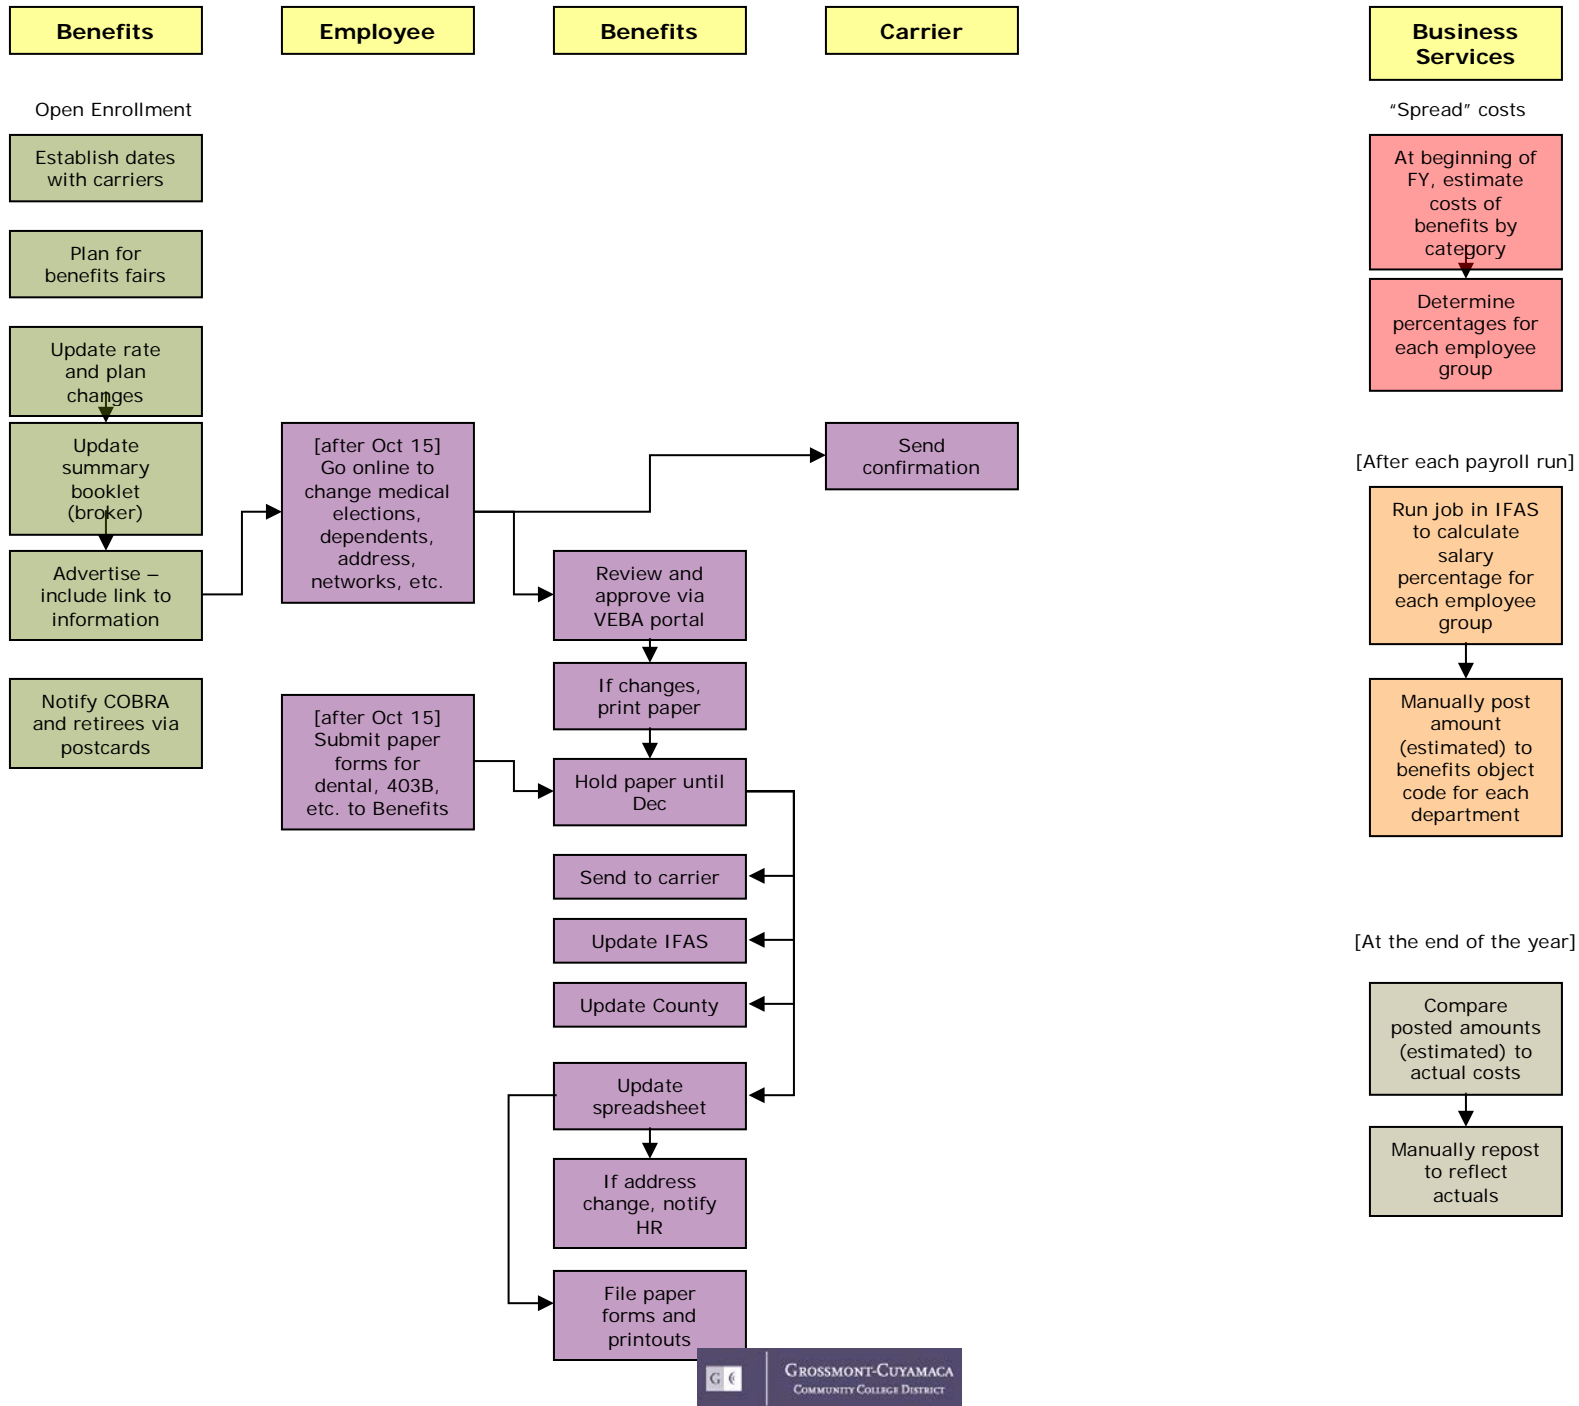 Benefits
Employee
Benefits
Carrier
Business
Services
Open Enrollment
Establish dates
with carriers
Plan for
benefits fairs
Update rate
and plan
changes
Update
summary
booklet
(broker)
Advertise –
include link to
information
Notify COBRA
and retirees via
postcards
[after Oct 15]
Go online to
change medical
elections,
dependents,
address,
networks, etc.
[after Oct 15]
Submit paper
forms for
dental, 403B,
etc. to Benefits
Review and
approve via
VEBA portal
If changes,
print paper
Hold paper until
Dec
Send to carrier
Update IFAS
Update County
Update
spreadsheet
If address
change, notify
HR
File paper
forms and
printouts
Send
confirmation
“Spread” costs
At beginning of
FY, estimate
costs of
benefits by
category
Determine
percentages for
each employee
group
[After each payroll run]
Run job in IFAS
to calculate
salary
percentage for
each employee
group
Manually post
amount
(estimated) to
benefits object
code for each
department
[At the end of the year]
Compare
posted amounts
(estimated) to
actual costs
Manually repost
to reflect
actuals
GC
GROSSMONT-CUYAMACA
COMMUNITY COLLEGE DISTRICT